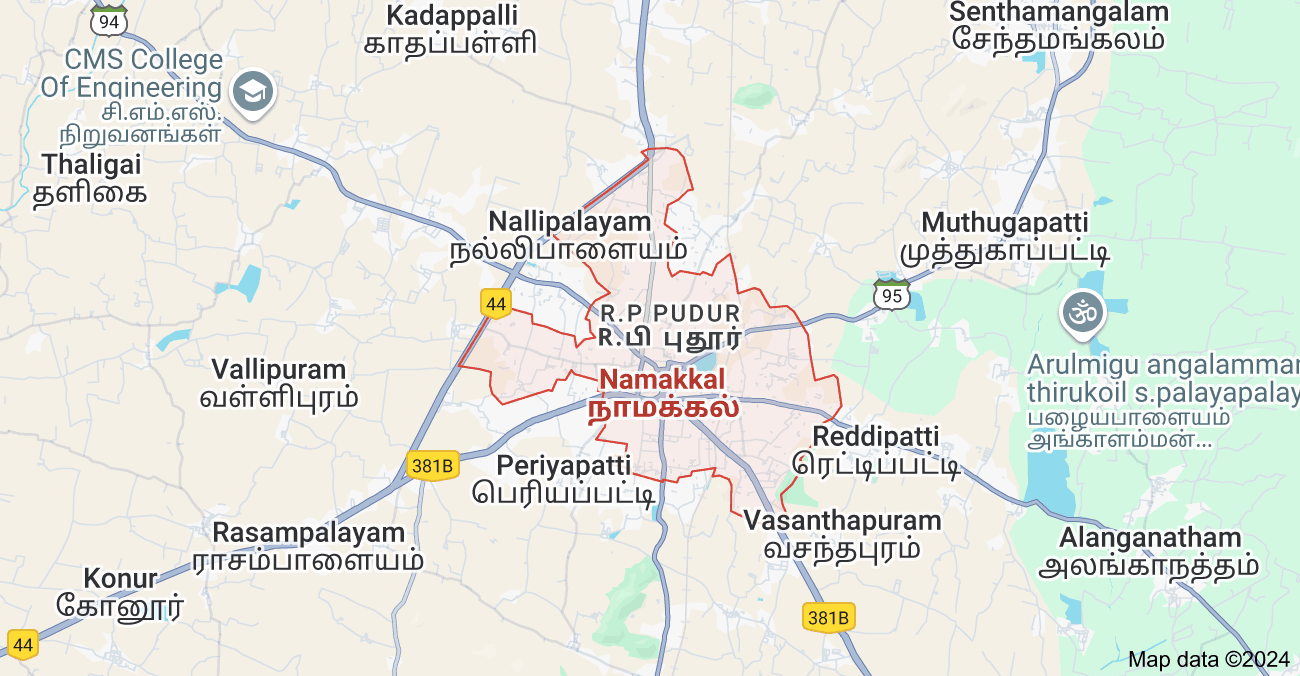 94
Kadappalli
காதப்பள்ளி
Senthamangalam
சேந்தமங்கலம்
CMS College
Of Engineering
சி.எம்.எஸ்.
நிறுவனங்கள்
Thaligai
தளிகை
Nallipalayam
நல்லிபாளையம்
Muthugapatti
முத்துகாப்பட்டி
44
95
R.P PUDUR
R.பி புதூர்
Vallipuram
வள்ளிபுரம்
Namakkal
நாமக்கல்
Arulmigu angalamman
thirukoil s.palayapalay
பழையபாளையம்
அங்காளம்மன்...
Reddipatti
ரெட்டிப்பட்டி
381B
Periyapatti
பெரியப்பட்டி
Vasanthapuram
வசந்தபுரம்
Rasampalayam
ராசம்பாளையம்
Alanganatham
அலங்காநத்தம்
Konur
கோனூர்
381B
44
Map data ©2024